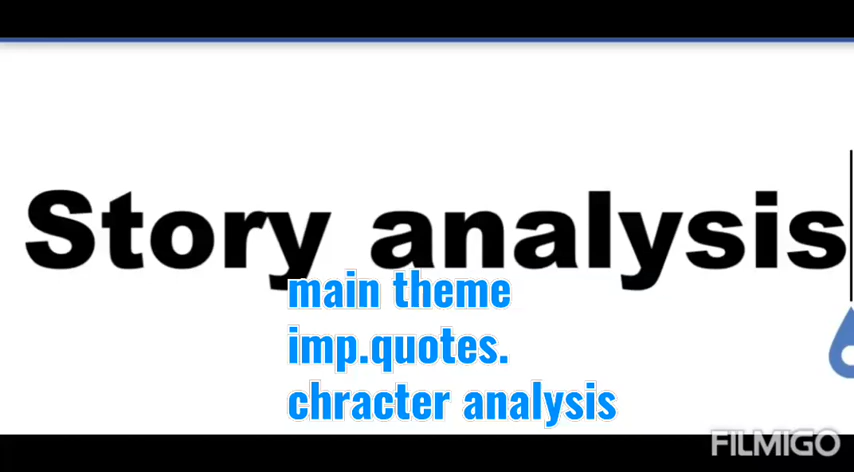 Story analysis
main theme
imp.quotes.
chracter analysis
FILMIGO